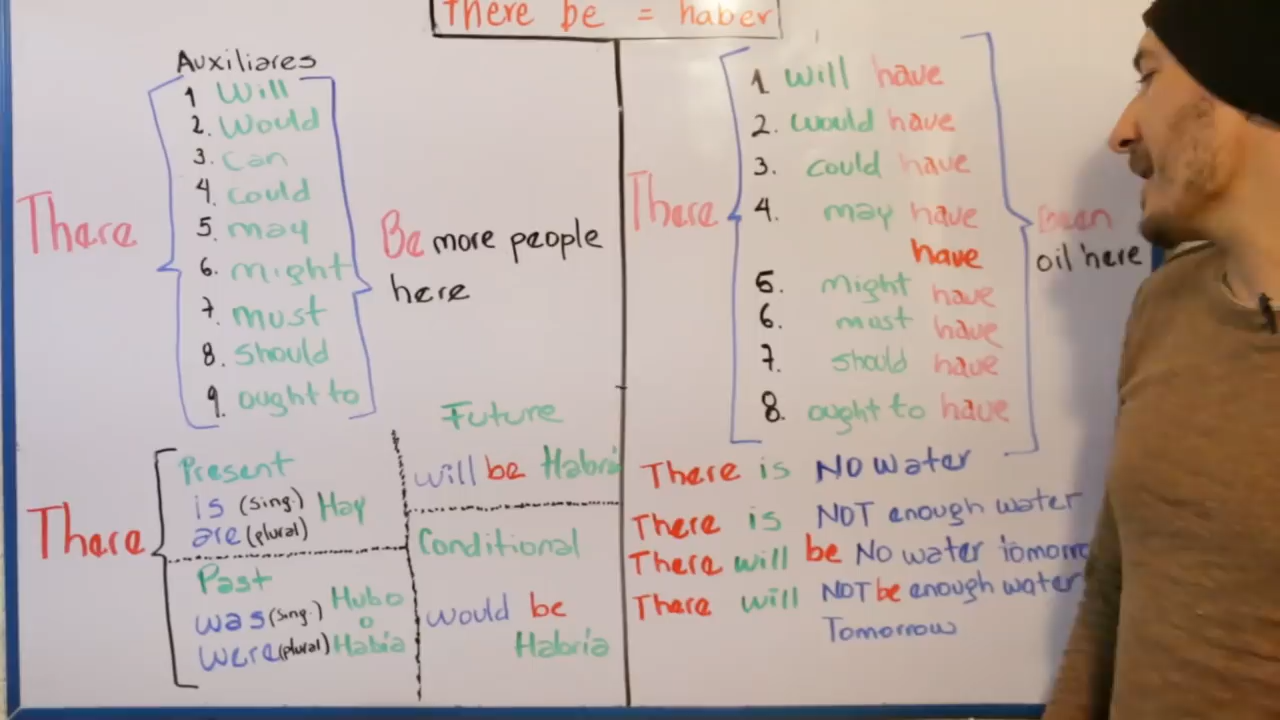 There be = haber
Auxiliares
There
1 Will
2. Would
3. Can
4. could
5. may
6. might
7. must
8. should
9. ought to
Be more people
here
There
1 will have
2. would have
3. could have
4. may have
have
5. might have
6. most have
7. should have
8. ought to have
Been
oil here
There
Present
is (sing.) Hay
are (plural)
Past
was (sing.) Hubo
o
were (plural) Habia
Future
will be Habria
Conditional
would be
Habria
There is NO water
There is NOT enough water
There will be No water tomorro
There will NOT be enough water
Tomorrow